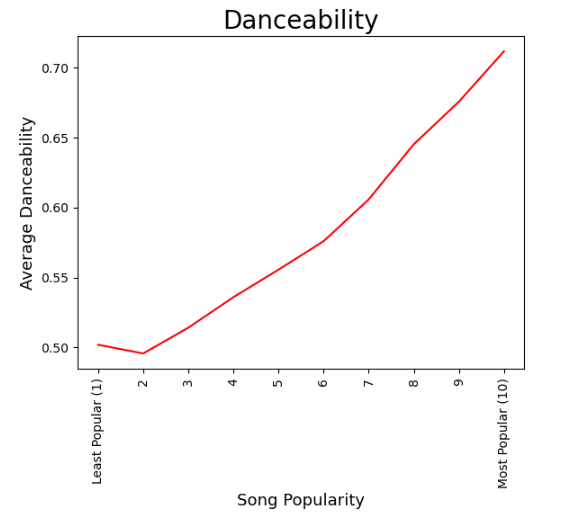 Danceability
Average Danceability
0.70
0.65
0.60
0.55
0.50
Least Popular (1)
2
3
4
5
6
7
8
9
Most Popular (10)
Song Popularity